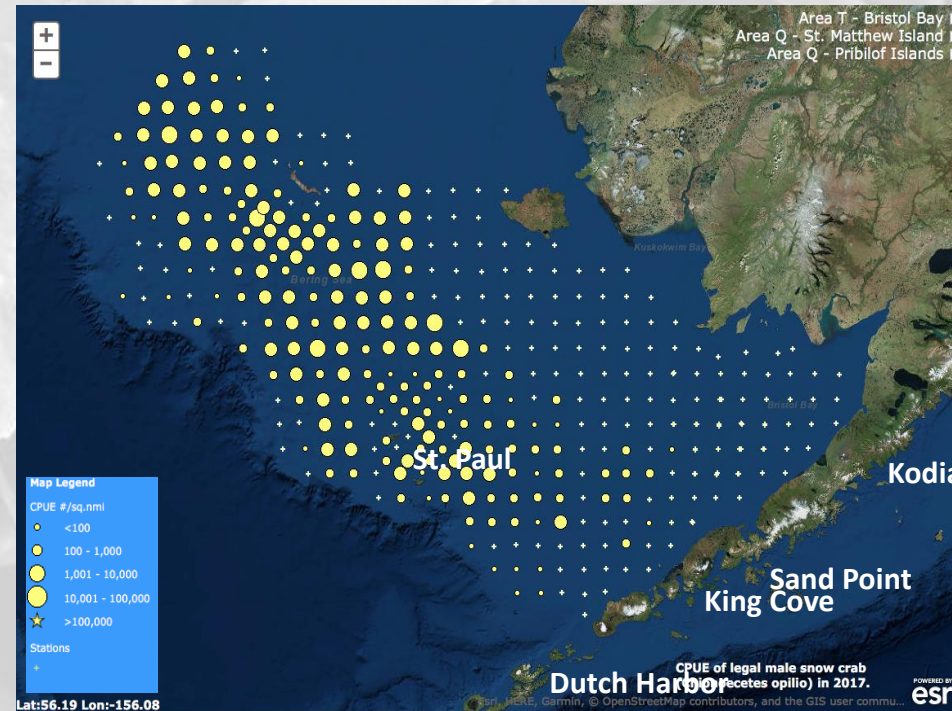 +
−
Area T - Bristol Bay
Area Q - St. Matthew Island
Area Q - Pribilof Islands
Kuskokwim Bay
Bering Sea
Bristol Bay
St. Paul
Kodia
Map Legend
CPUE #/sq.nmi
<100
100 - 1,000
1,001 - 10,000
10,001 - 100,000
>100,000
Stations
Sand Point
King Cove
Dutch Harbor
CPUE of legal male snow crab
opilio) in 2017.
POWERED BY
esri
Esri, HERE, Garmin, © OpenStreetMap contributors, and the GIS user commu...
Lat:56.19 Lon:-156.08